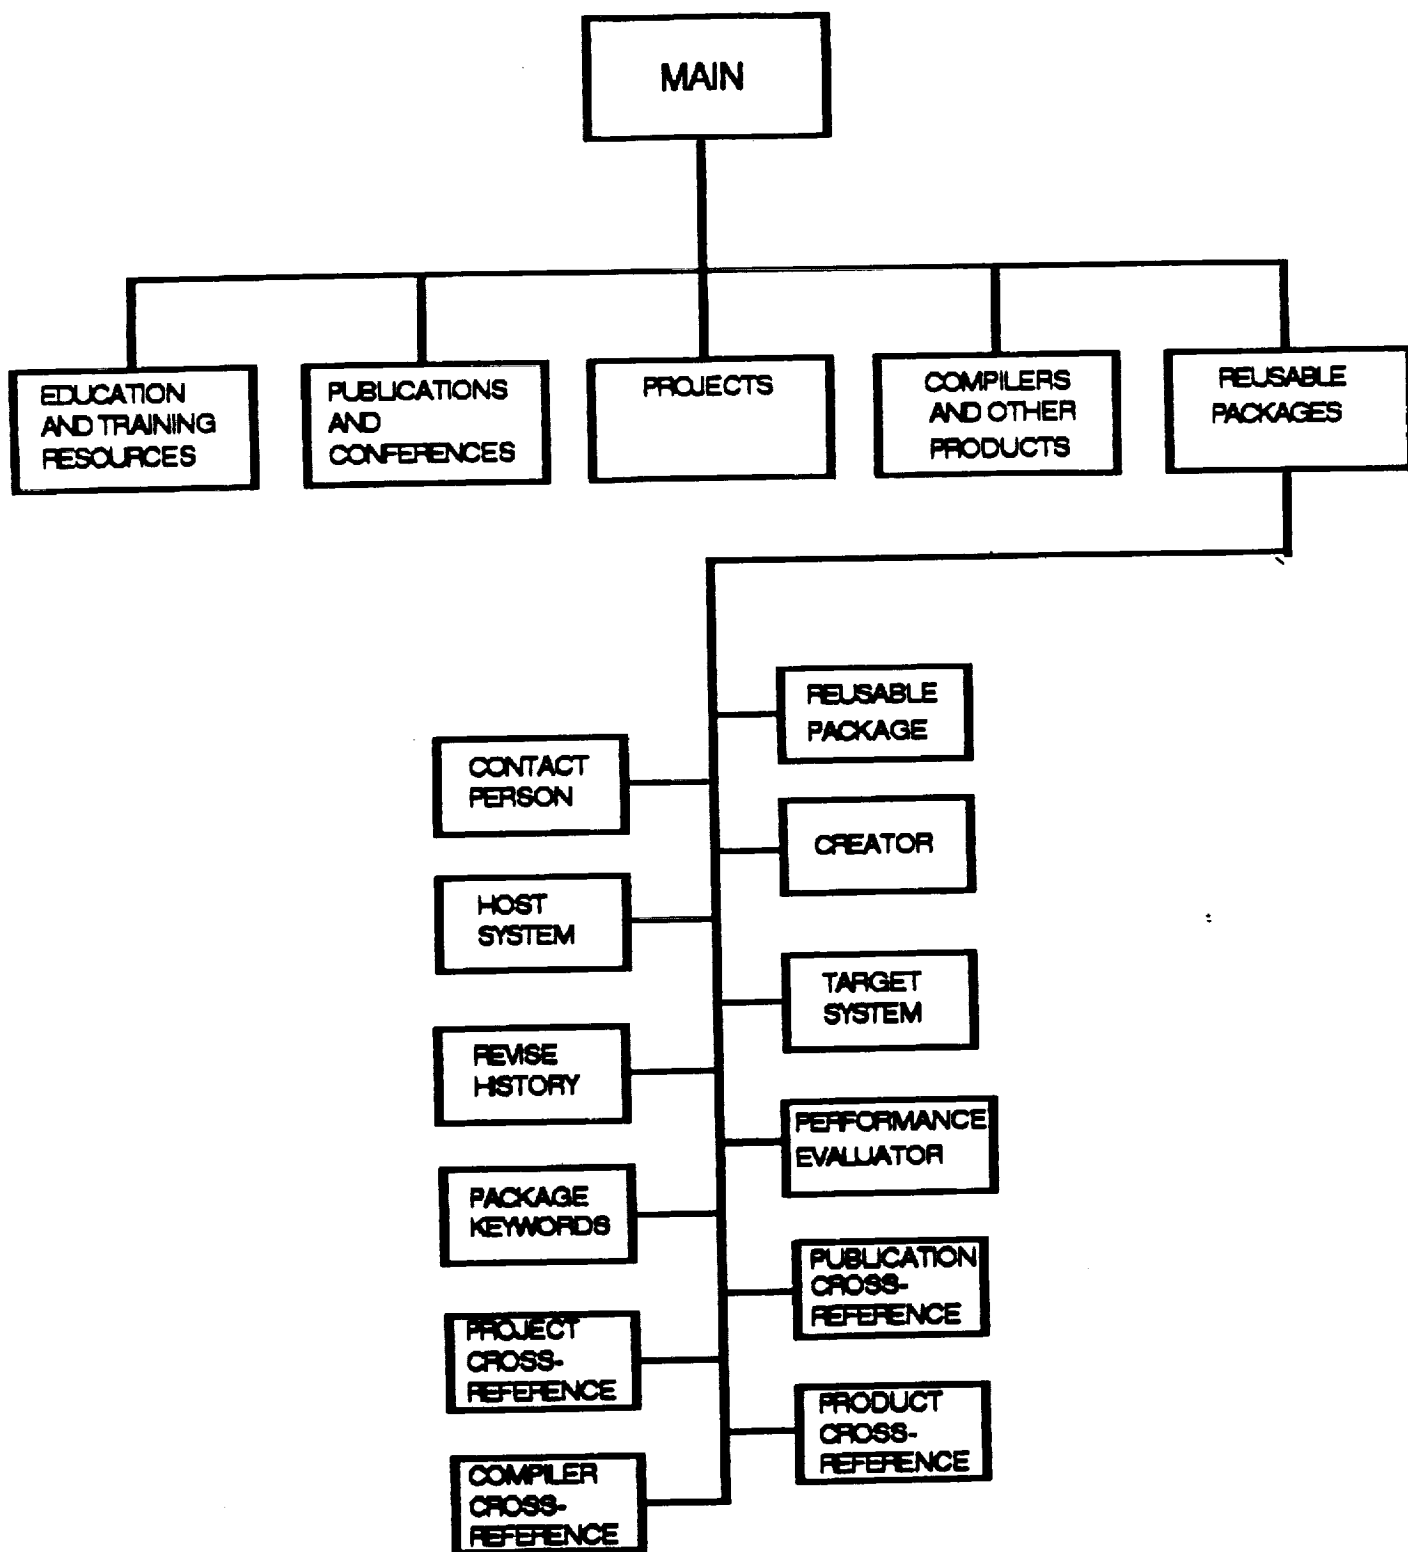 MAIN
EDUCATION
AND TRAINING
RESOURCES
PUBLICATIONS
AND
CONFERENCES
PROJECTS
COMPILERS
AND OTHER
PRODUCTS
REUSABLE
PACKAGES
REUSABLE
PACKAGE
CONTACT
PERSON
CREATOR
HOST
SYSTEM
TARGET
SYSTEM
REVISE
HISTORY
PERFORMANCE
EVALUATOR
PACKAGE
KEYWORDS
PUBLICATION
CROSS-
REFERENCE
PROJECT
CROSS-
REFERENCE
PRODUCT
CROSS-
REFERENCE
COMPILER
CROSS-
REFERENCE